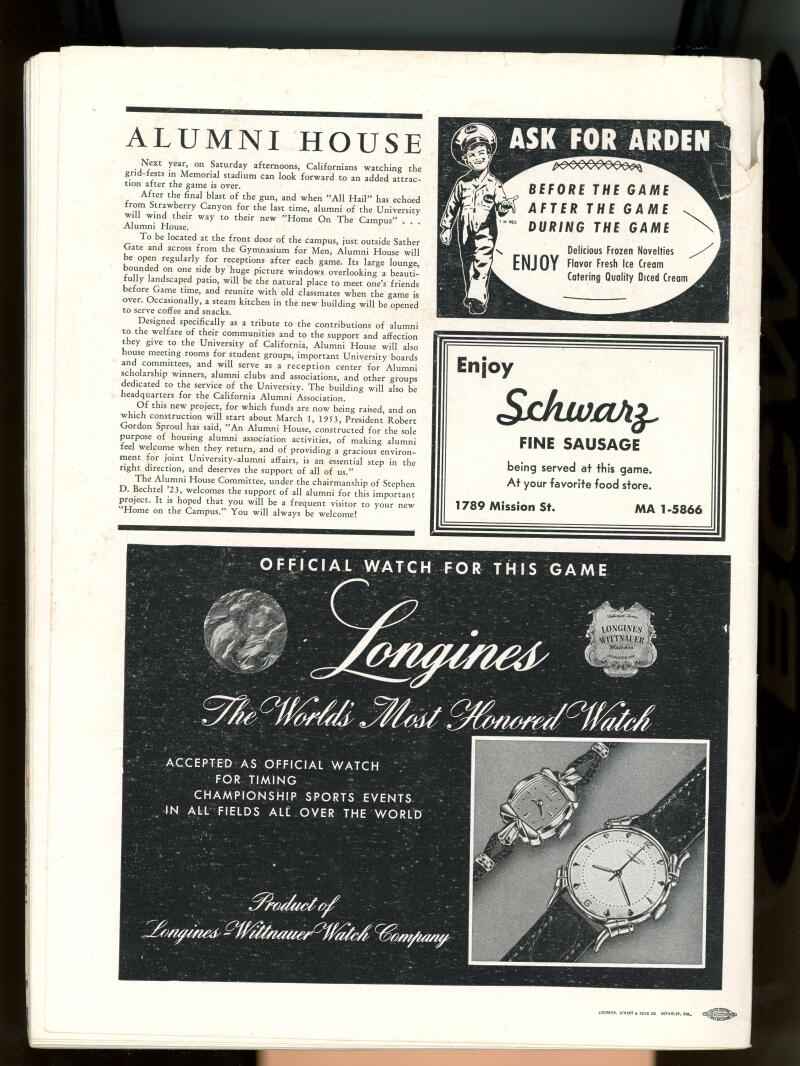 ALUMNI HOUSE
Next year, on Saturday afternoons, Californians watching the
grid-fests in Memorial stadium can look forward to an added attrac-
tion after the game is over.
After the final blast of the gun, and when "All Hail" has echoed
from Strawberry Canyon for the last time, alumni of the University
will wind their way to their new "Home On The Campus" . . .
Alumni House.
To be located at the front door of the campus, just outside Sather
Gate and across from the Gymnasium for Men, Alumni House will
be open regularly for receptions after each game. Its large lounge,
bounded on one side by huge picture windows overlooking a beauti-
fully landscaped patio, will be the natural place to meet one's friends
before Game time, and reunite with old classmates when the game is
over. Occasionally, a steam kitchen in the new building will be opened
to serve coffee and snacks.
Designed specifically as a tribute to the contributions of alumni
to the welfare of their communities and to the support and affection
they give to the University of California, Alumni House will also
house meeting rooms for student groups, important University boards
and committees, and will serve as a reception center for Alumni
scholarship winners, alumni clubs and associations, and other groups
dedicated to the service of the University. The building will also be
headquarters for the California Alumni Association.
Of this new project, for which funds are now being raised, and on
which construction will start about March 1, 1953, President Robert
Gordon Sproul has said, "An Alumni House, constructed for the sole
purpose of housing alumni association activities, of making alumni
feel welcome when they return, and of providing a gracious environ-
ment for joint University-alumni affairs, is an essential step in the
right direction, and deserves the support of all of us."
The Alumni House Committee, under the chairmanship of Stephen
D. Bechtel '23, welcomes the support of all alumni for this important
project. It is hoped that you will be a frequent visitor to your new
"Home on the Campus." You will always be welcome!
ASK FOR ARDEN
BEFORE THE GAME
AFTER THE GAME
DURING THE GAME
ENJOY
Delicious Frozen Novelties
Flavor Fresh Ice Cream
Catering Quality Diced Cream
Enjoy
Schwarz
FINE SAUSAGE
being served at this game.
At your favorite food store.
1789 Mission St. MA 1-5866
OFFICIAL WATCH FOR THIS GAME
Longines
LONGINES
WITTNAUER
Watches
The World's Most Honored Watch
ACCEPTED AS OFFICIAL WATCH
FOR TIMING
CHAMPIONSHIP SPORTS EVENTS
IN ALL FIELDS ALL OVER THE WORLD
Product of
Longines-Wittnauer Watch Company
LEDERER, STREET & ZEUS CO. BERKELEY, CAL.